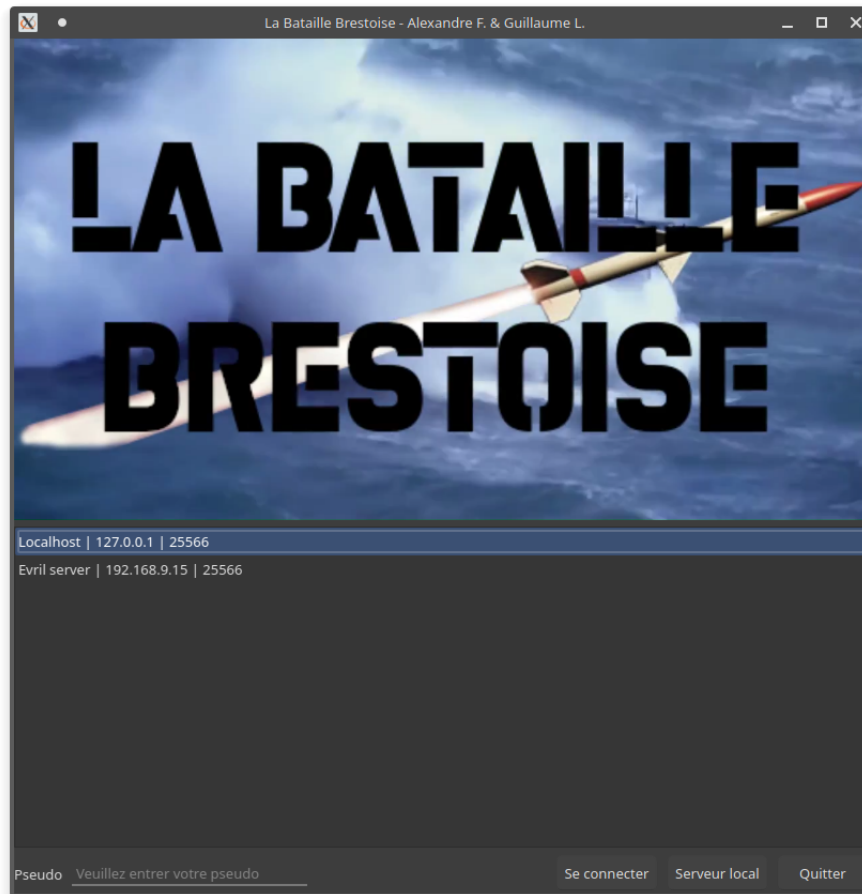 La Bataille Brestoise - Alexandre F. & Guillaume L.
LA BATAILLE
BRESTOISE
Localhost | 127.0.0.1 | 25566
Evril server | 192.168.9.15 | 25566
Pseudo Veuillez entrer votre pseudo Se connecter Serveur local Quitter